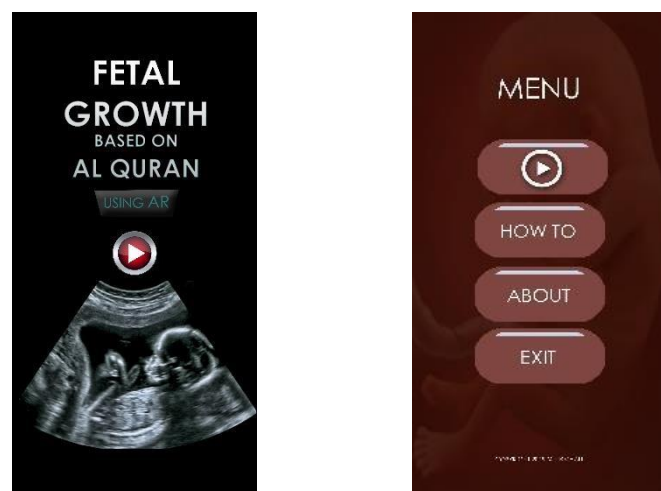 FETAL
GROWTH
BASED ON
AL QURAN
USING AR
MENU
HOW TO
ABOUT
EXIT